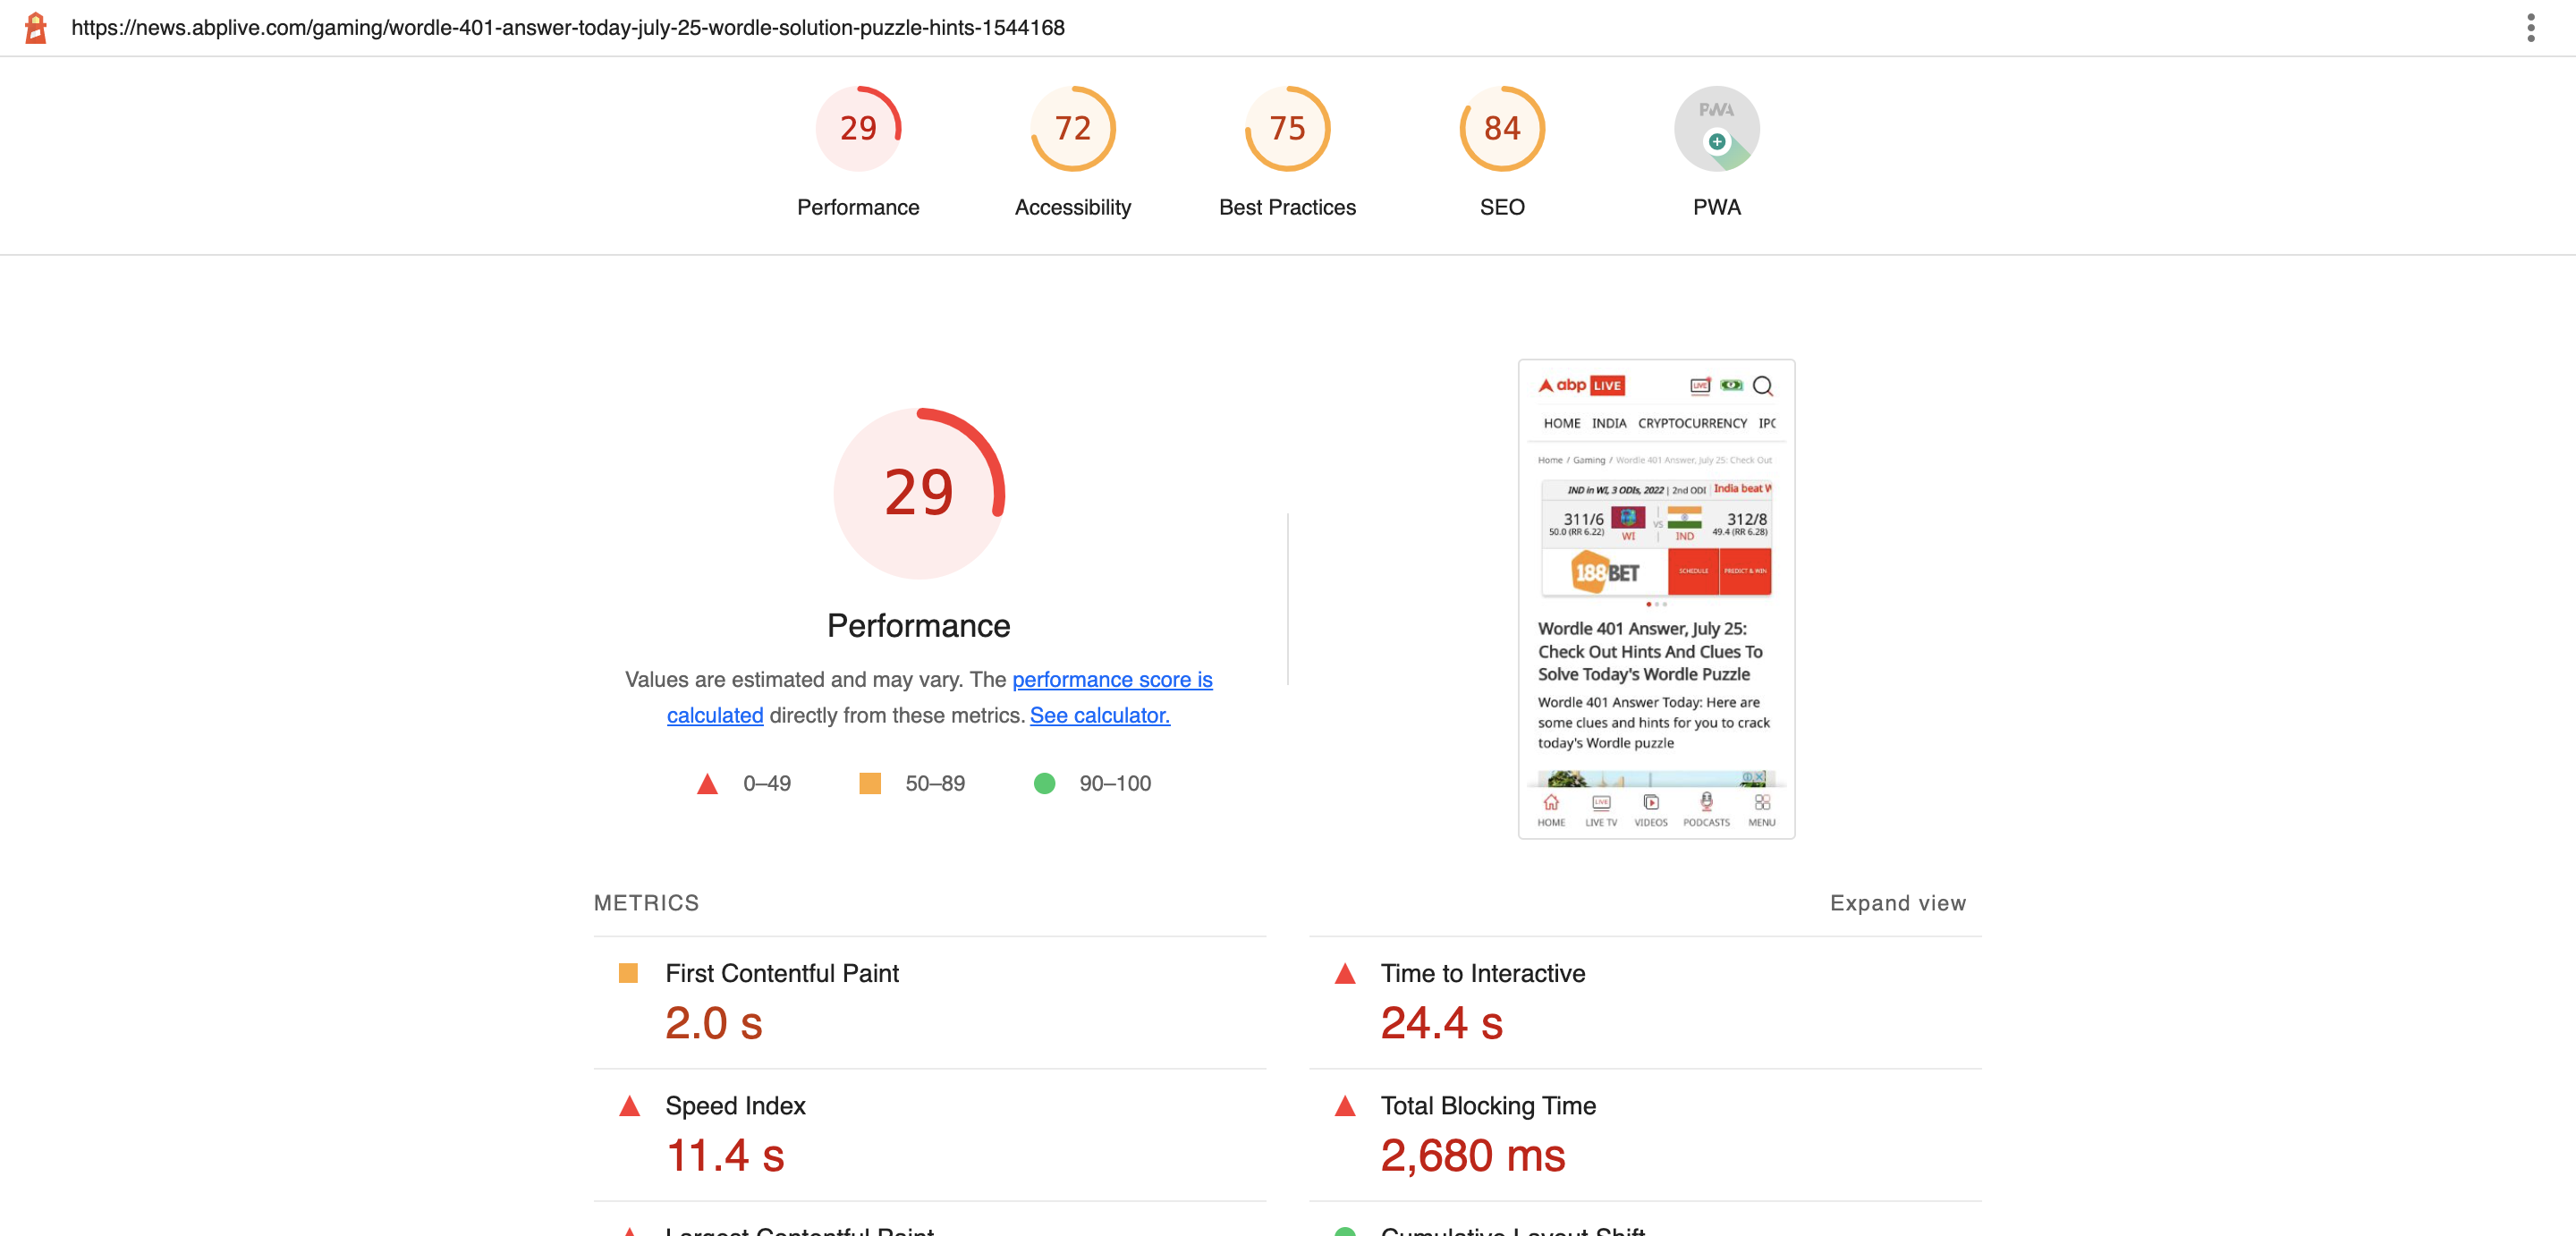 https://news.abplive.com/gaming/wordle-401-answer-today-july-25-wordle-solution-puzzle-hints-1544168
29
Performance
72
Accessibility
75
Best Practices
84
SEO
PWA
PWA
29
Performance
Values are estimated and may vary. The performance score is
calculated directly from these metrics. See calculator.
0–49
50–89
90–100
abp LIVE
LIVE
HOME INDIA CRYPTOCURRENCY IPO
Home / Gaming / Wordle 401 Answer, July 25: Check Out
IND in WI, 3 ODIs, 2022 | 2nd ODI India beat W
311/6
50.0 (RR 6.22)
WI
VS
IND
312/8
49.4 (RR 6.28)
188BET
SCHEDULE
PREDICT & WIN
Wordle 401 Answer, July 25:
Check Out Hints And Clues To
Solve Today's Wordle Puzzle
Wordle 401 Answer Today: Here are
some clues and hints for you to crack
today's Wordle puzzle
LIVE
HOME LIVE TV VIDEOS PODCASTS MENU
METRICS
Expand view
First Contentful Paint
2.0 s
Time to Interactive
24.4 s
Speed Index
11.4 s
Total Blocking Time
2,680 ms
Largest Contentful Paint
Cumulative Layout Shift